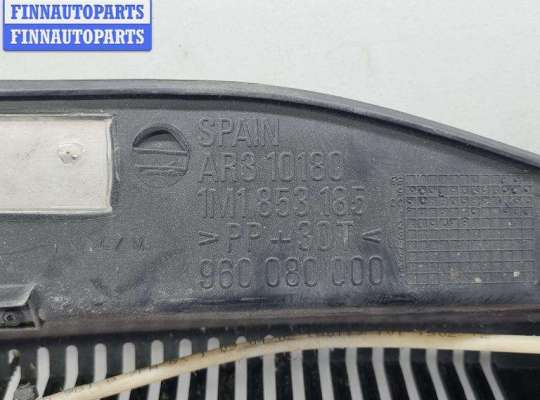 FINNAUTOPARTS
FINNAUTOPARTS
SPAIN
AR3 10180
1M1 853 185
> PP + 30T <
960 080 000